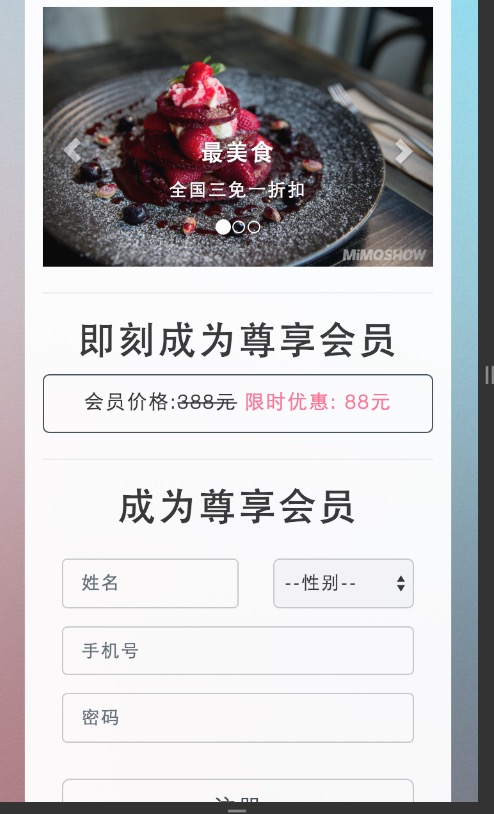 最美食
全国三免一折扣
MiMOSHOW
即刻成为尊享会员
会员价格:388元 限时优惠: 88元
成为尊享会员
姓名
--性别--
手机号
密码
注册